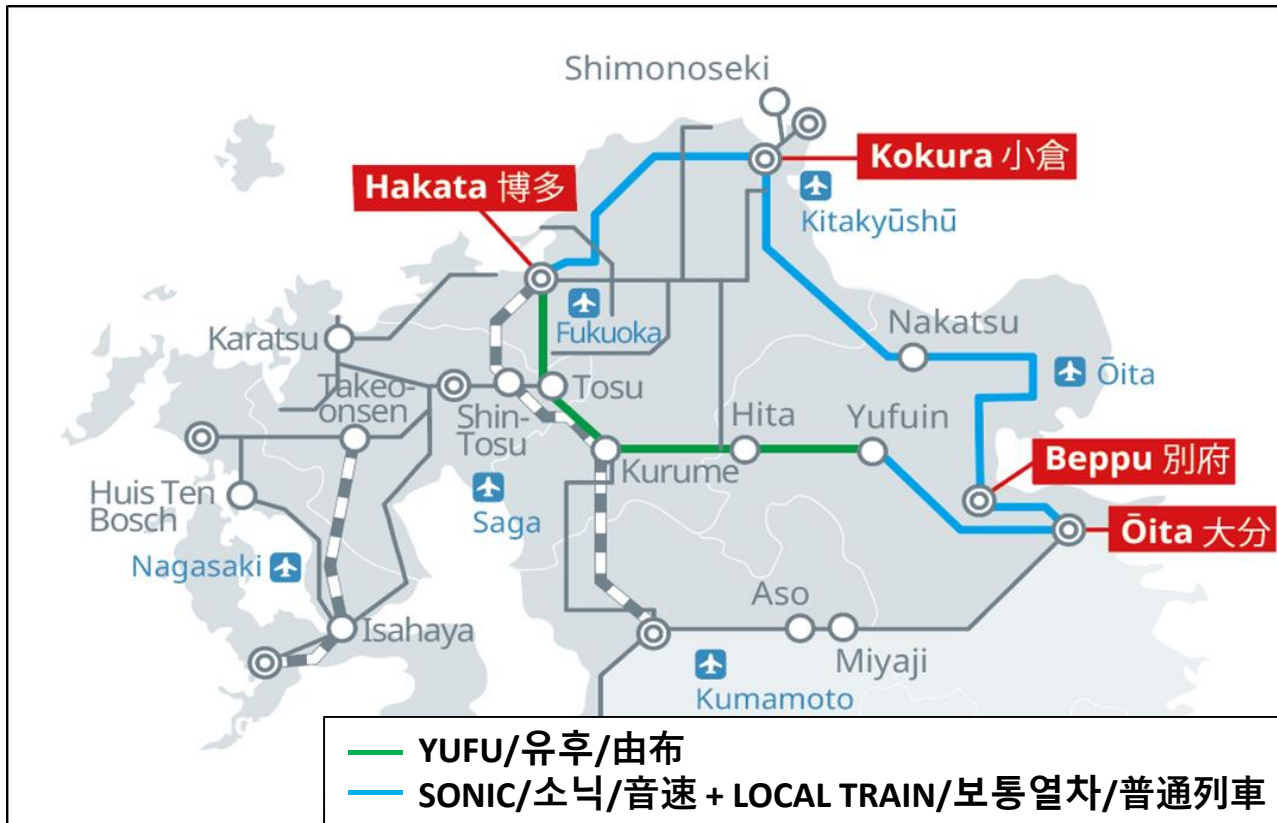 Shimonoseki
Kokura 小倉
Hakata 博多
Kitakyūshū
Fukuoka
Nakatsu
Karatsu
Ōita
Takeo-
onsen
Shin-
Tosu
Tosu
Hita
Yufuin
Kurume
Beppu 別府
Huis Ten
Bosch
Saga
Ōita 大分
Nagasaki
Aso
Isahaya
Miyaji
Kumamoto
YUFU/유후/由布
SONIC/소닉/音速 + LOCAL TRAIN/보통열차/普通列車